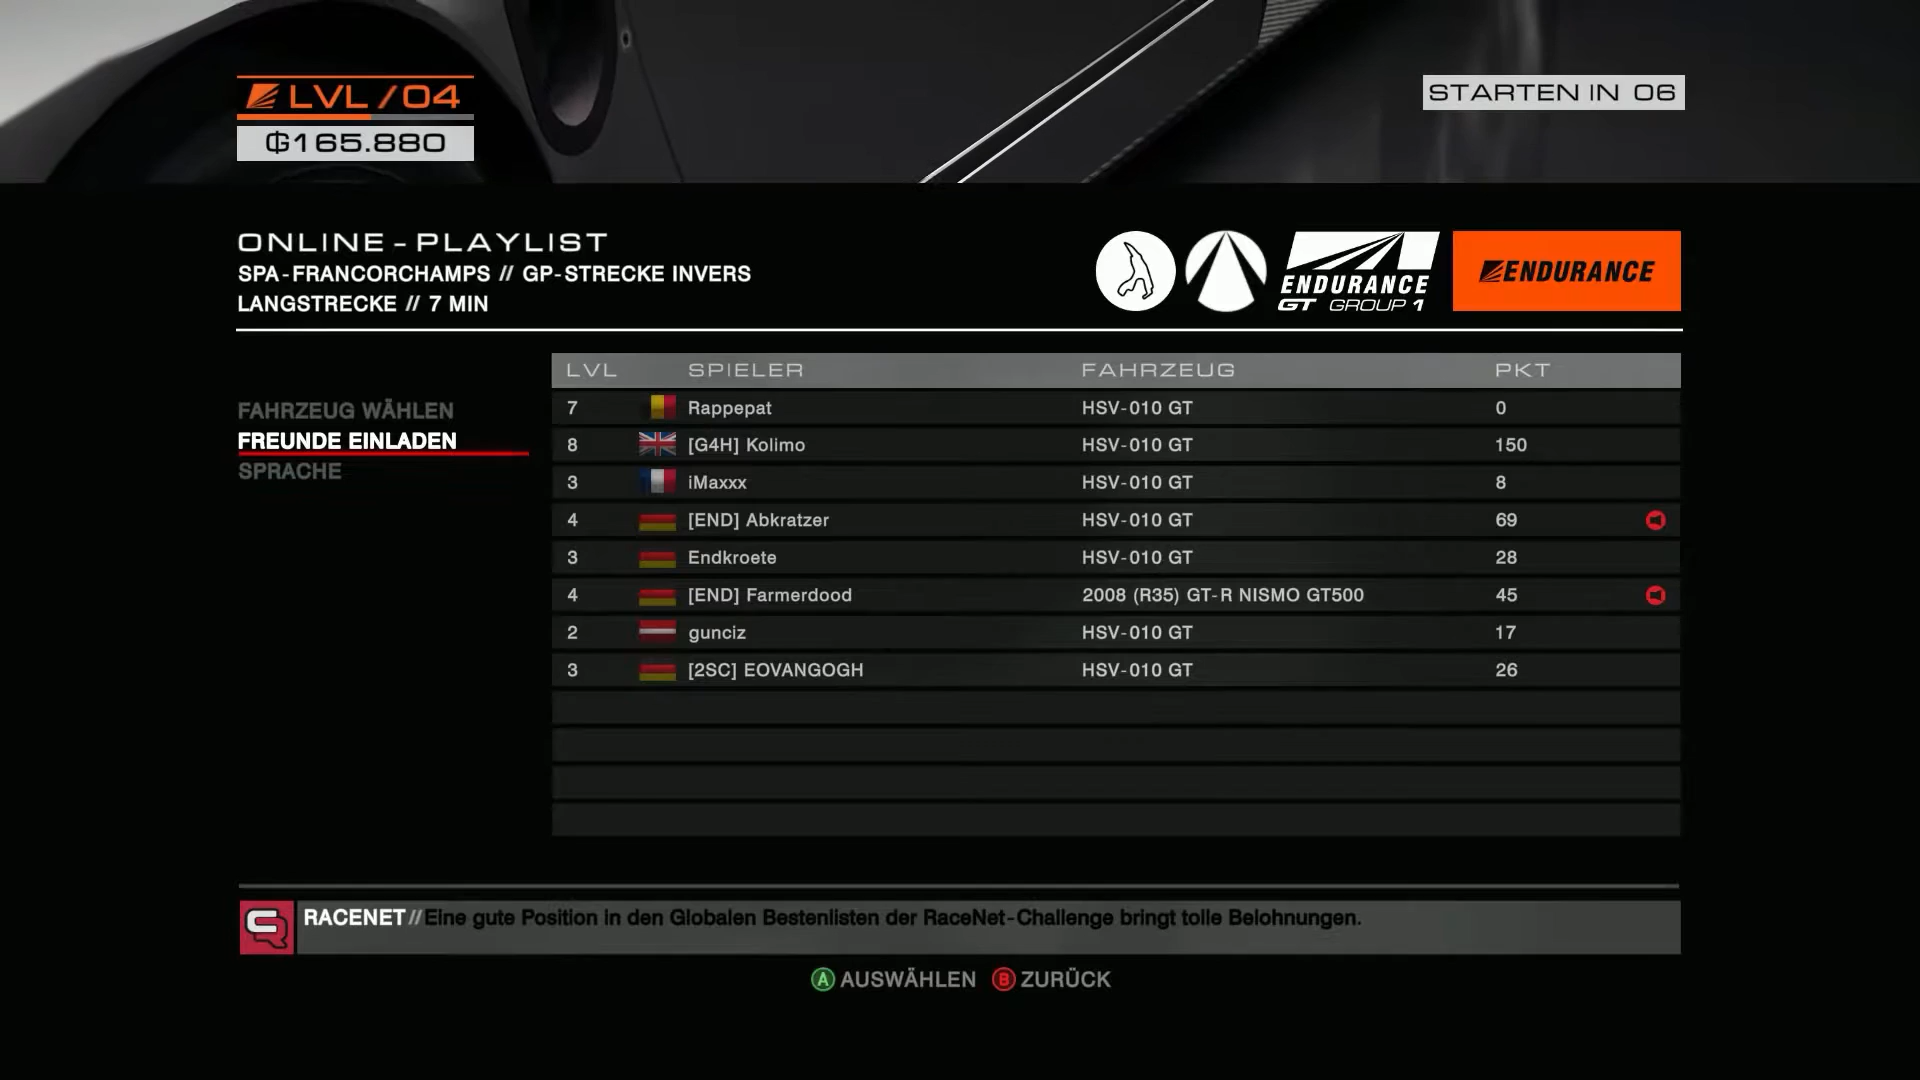 LVL/04
₲165.880
STARTEN IN 06
ONLINE-PLAYLIST
SPA-FRANCORCHAMPS // GP-STRECKE INVERS
LANGSTRECKE // 7 MIN
ENDURANCE
GT GROUP 1
ENDURANCE
FAHRZEUG WÄHLEN
FREUNDE EINLADEN
SPRACHE
LVL SPIELER FAHRZEUG PKT
7 Rappepat HSV-010 GT 0
8 [G4H] Kolimo HSV-010 GT 150
3 iMaxxx HSV-010 GT 8
4 [END] Abkratzer HSV-010 GT 69
3 Endkroete HSV-010 GT 28
4 [END] Farmerdood 2008 (R35) GT-R NISMO GT500 45
2 gunciz HSV-010 GT 17
3 [2SC] EOVANGOGH HSV-010 GT 26
RACENET // Eine gute Position in den Globalen Bestenlisten der RaceNet-Challenge bringt tolle Belohnungen.
A AUSWÄHLEN B ZURÜCK